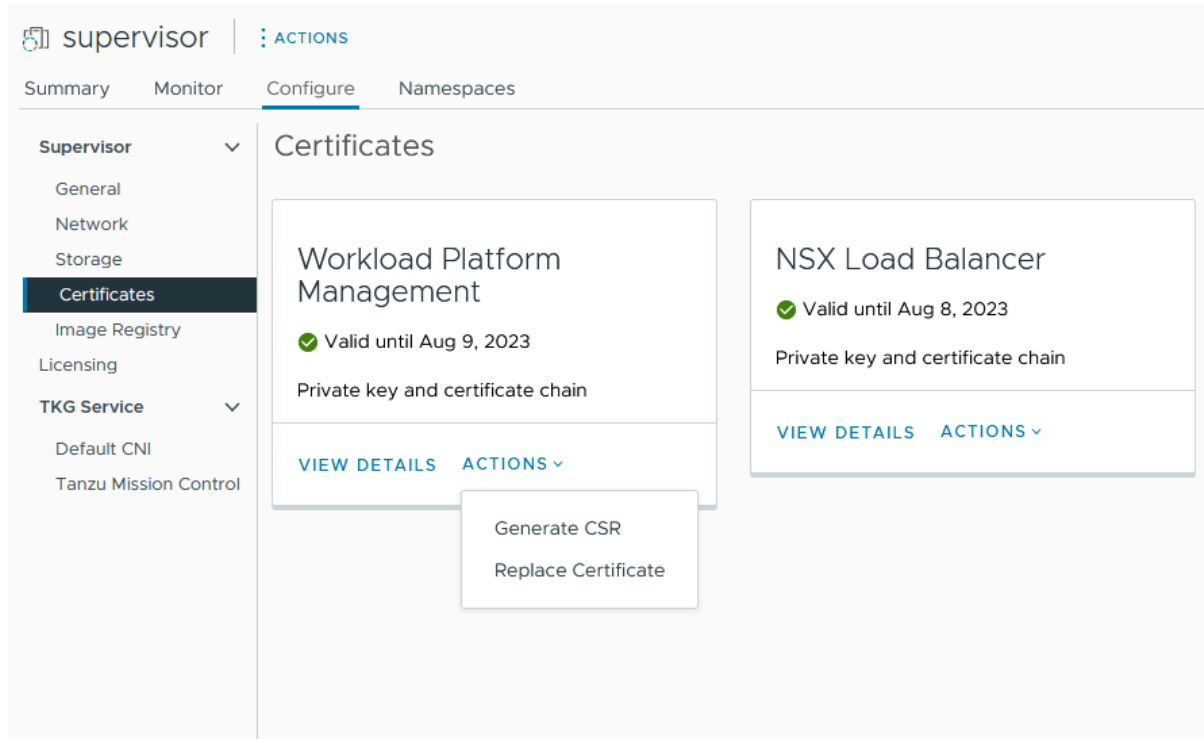 supervisor
ACTIONS
Summary
Monitor
Configure
Namespaces
Supervisor
General
Network
Storage
Certificates
Image Registry
Licensing
TKG Service
Default CNI
Tanzu Mission Control
Certificates
Workload Platform
Management
Valid until Aug 9, 2023
Private key and certificate chain
VIEW DETAILS
ACTIONS
Generate CSR
Replace Certificate
NSX Load Balancer
Valid until Aug 8, 2023
Private key and certificate chain
VIEW DETAILS
ACTIONS